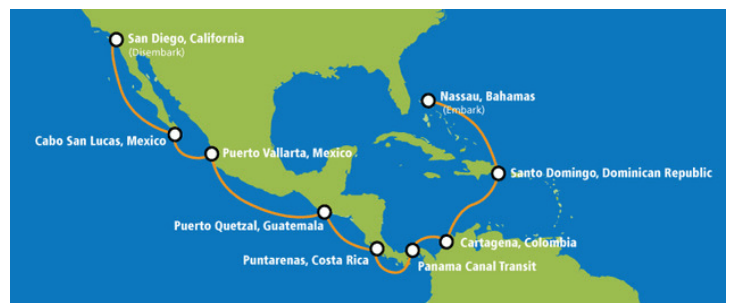 San Diego, California
(Disembark)
Nassau, Bahamas
(Embark)
Cabo San Lucas, Mexico
Puerto Vallarta, Mexico
Santo Domingo, Dominican Republic
Puerto Quetzal, Guatemala
Cartagena, Colombia
Puntarenas, Costa Rica
Panama Canal Transit